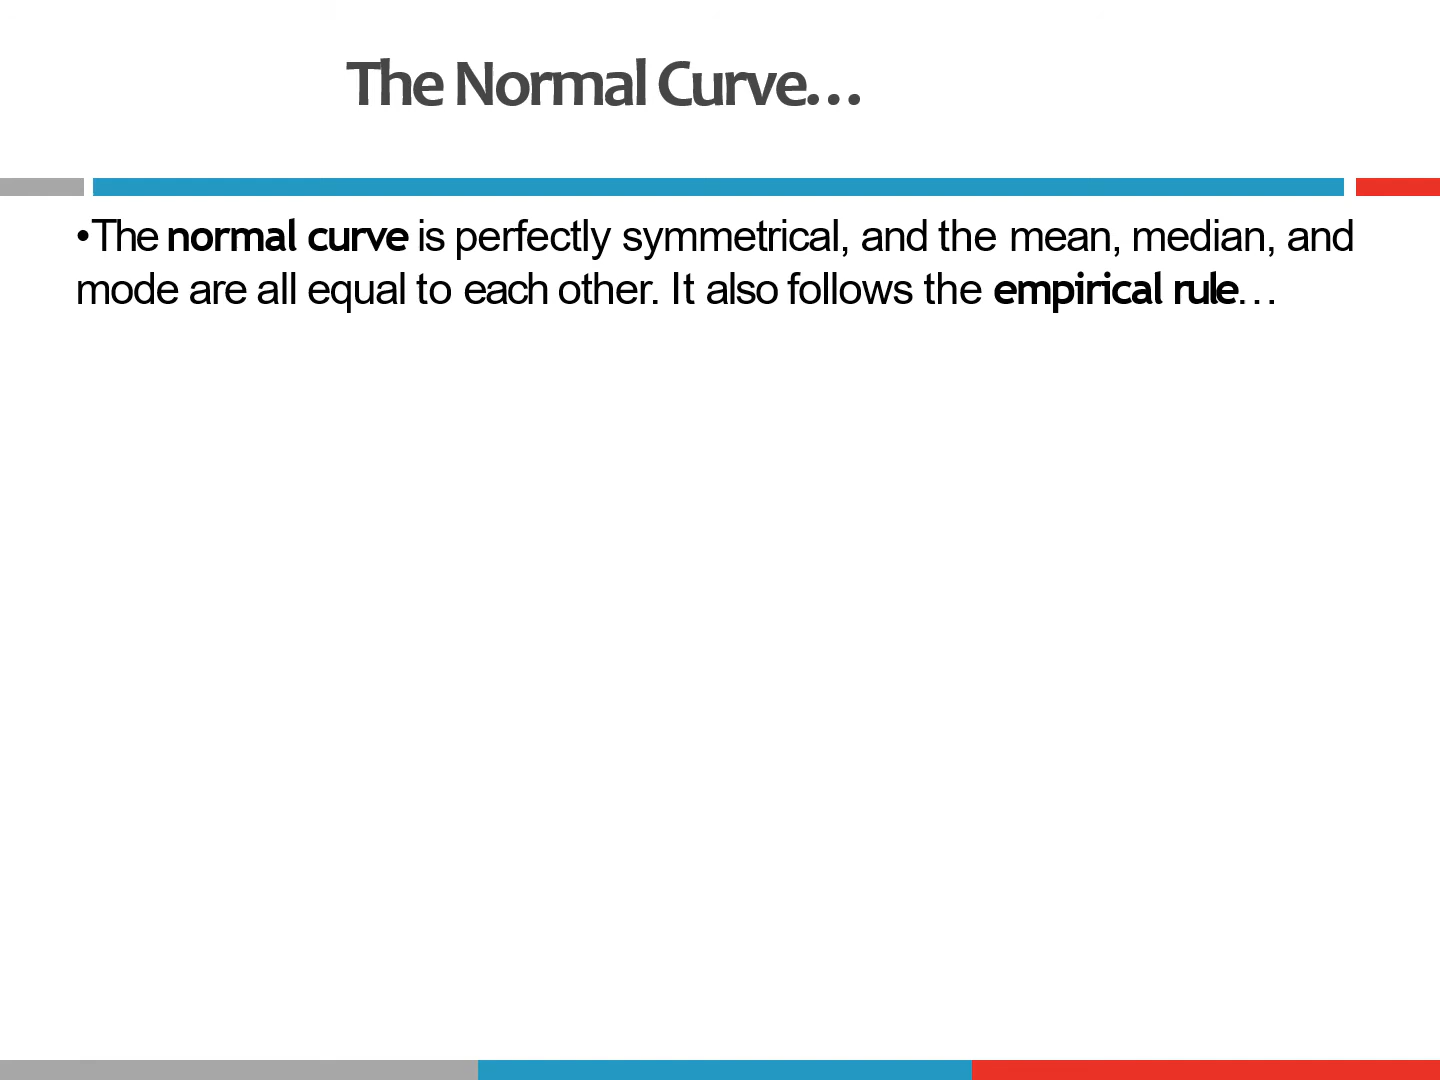 The Normal Curve…
•The normal curve is perfectly symmetrical, and the mean, median, and
mode are all equal to each other. It also follows the empirical rule…